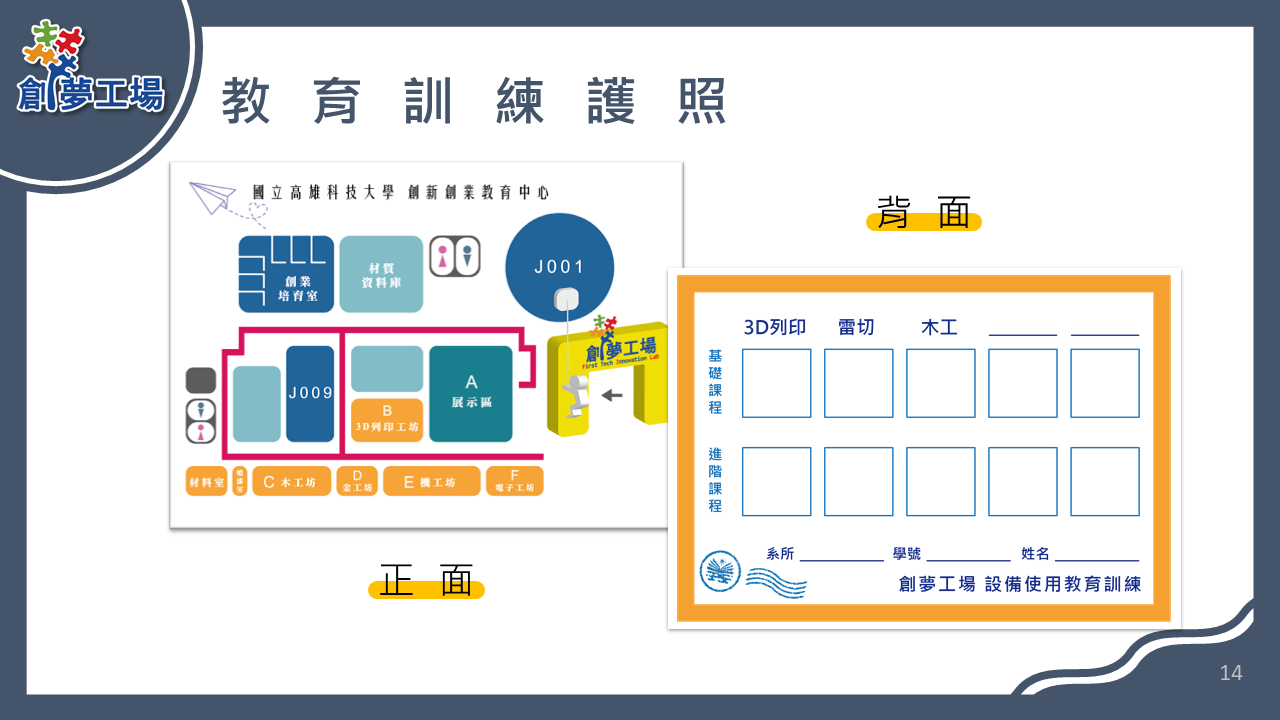 創夢工場
教育訓練護照
國立高雄科技大學 創新創業教育中心
創業
培育室
材質
資料庫
J001
創夢工場
First Tech Innovation Lab
J009
A
展示區
B
3D列印工坊
材料室
噴漆室
C 木工坊
D
金工坊
E 機工坊
F
電子工坊
正面
背面
3D列印 雷切 木工
基礎課程
進階課程
系所 學號 姓名
創夢工場 設備使用教育訓練
14